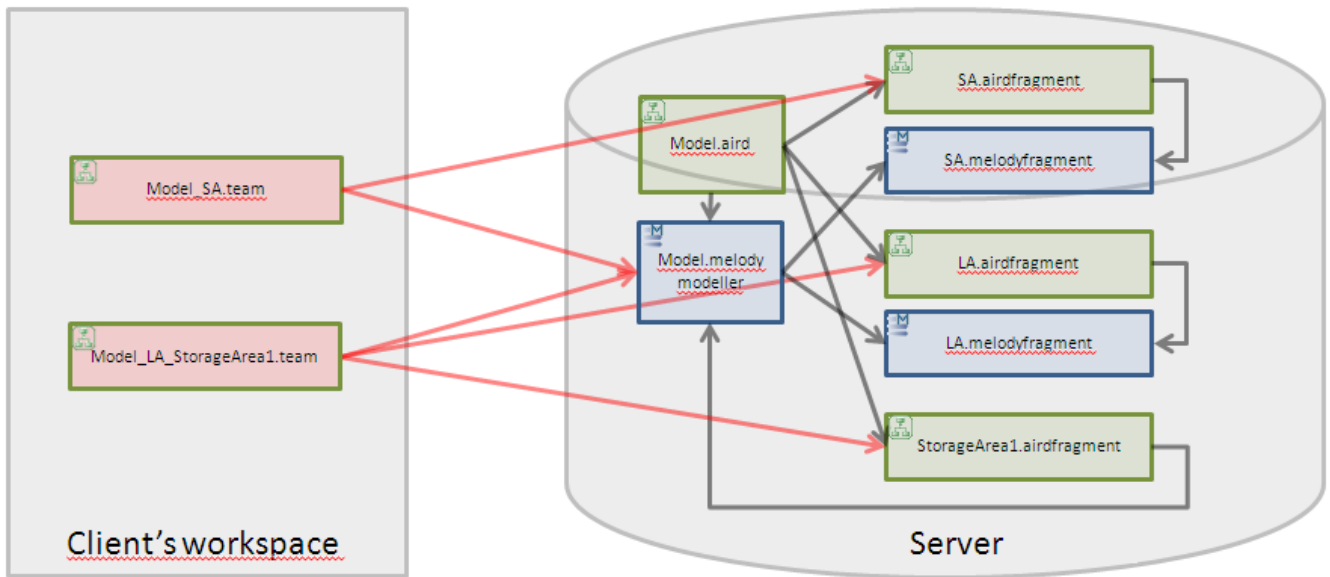 Model_SA.team
Model_LA_StorageArea1.team
Client's workspace
Model.aird
Model.melody
modeller
SA.airdfragment
SA.melodyfragment
LA.airdfragment
LA.melodyfragment
StorageArea1.airdfragment
Server